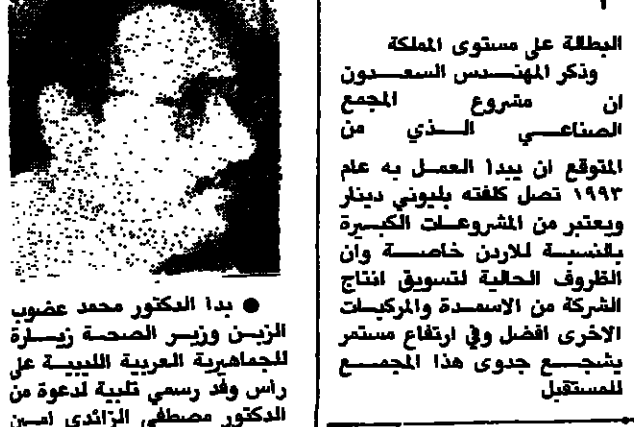 البطالة على مستوى المملكة
وذكر المهندس السعدون
ان مشروع المجمع
الصناعي الذي من
المتوقع ان يبدا العمل به عام
١٩٩٣ تصل كلفته بليوني دينار
ويعتبر من المشروعات الكبيرة
بالنسبة للاردن خاصة وان
الظروف الحالية لتسويق انتاج
الشركة من الاسمدة والمركبات
الاخرى افضل وفي ارتفاع مستمر
يشجع جدوى هذا المجمع
للمستقبل
● بدا الدكتور محمد عضوب
الزبن وزير الصحة زيارة
للجماهيرية العربية الليبية على
راس وفد رسمي تلبية لدعوة من
الدكتور مصطفى الزائدي امين